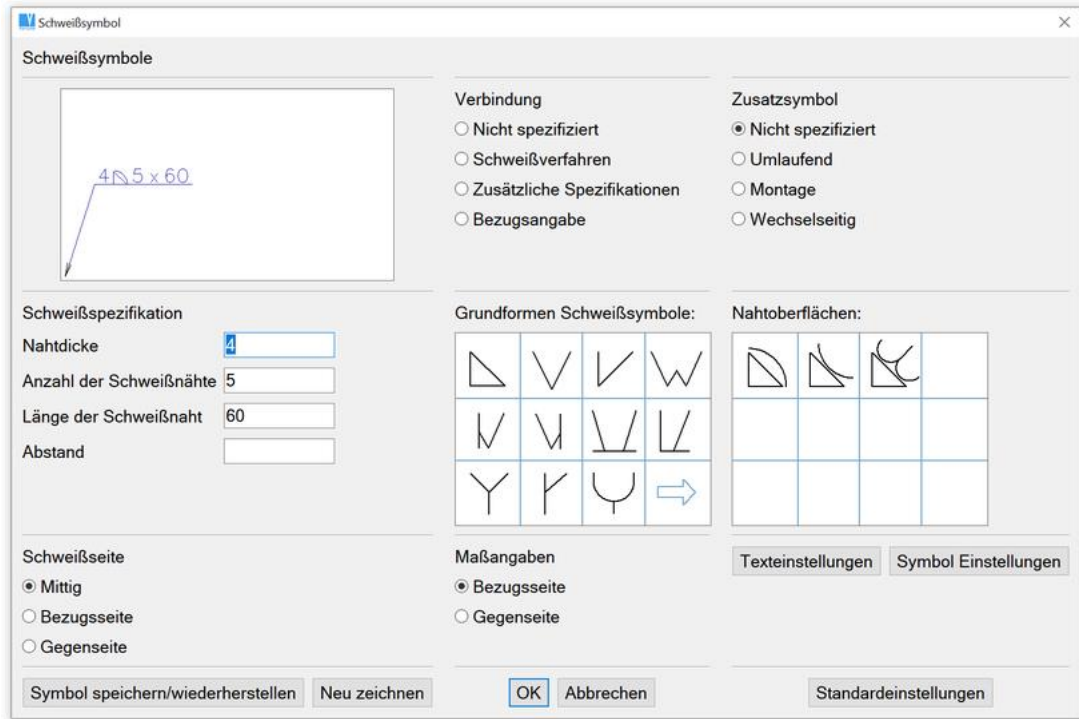 Schweißsymbol
Schweißsymbole
4 5 x 60
Verbindung
Nicht spezifiziert
Schweißverfahren
Zusätzliche Spezifikationen
Bezugsangabe
Zusatzsymbol
Nicht spezifiziert
Umlaufend
Montage
Wechselseitig
Schweißspezifikation
Nahtdicke 4
Anzahl der Schweißnähte 5
Länge der Schweißnaht 60
Abstand
Grundformen Schweißsymbole:
Nahtoberflächen:
Schweißseite
Mittig
Bezugsseite
Gegenseite
Maßangaben
Bezugsseite
Gegenseite
Texteinstellungen Symbol Einstellungen
Symbol speichern/wiederherstellen Neu zeichnen OK Abbrechen Standardeinstellungen